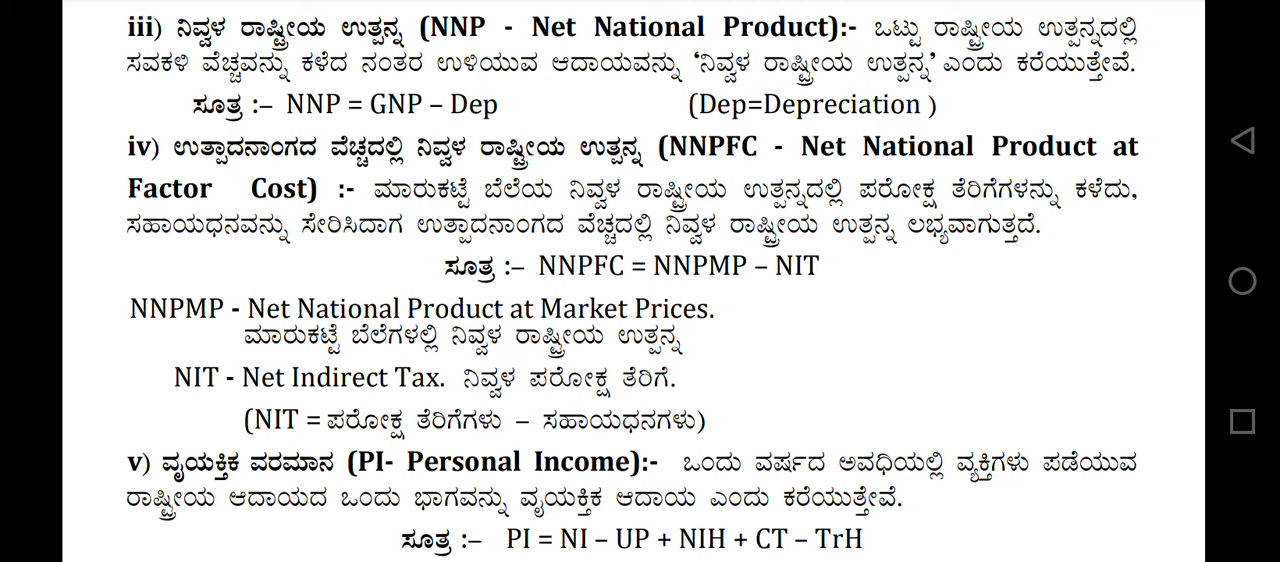 iii) ನಿವ್ವಳ ರಾಷ್ಟ್ರೀಯ ಉತ್ಪನ್ನ (NNP - Net National Product):- ಒಟ್ಟು ರಾಷ್ಟ್ರೀಯ ಉತ್ಪನ್ನದಲ್ಲಿ
ಸವಕಳಿ ವೆಚ್ಚವನ್ನು ಕಳೆದ ನಂತರ ಉಳಿಯುವ ಆದಾಯವನ್ನು ‘ನಿವ್ವಳ ರಾಷ್ಟ್ರೀಯ ಉತ್ಪನ್ನ’ ಎಂದು ಕರೆಯುತ್ತೇವೆ.
ಸೂತ್ರ :– NNP = GNP – Dep (Dep=Depreciation )
iv) ಉತ್ಪಾದನಾಂಗದ ವೆಚ್ಚದಲ್ಲಿ ನಿವ್ವಳ ರಾಷ್ಟ್ರೀಯ ಉತ್ಪನ್ನ (NNPFC - Net National Product at
Factor Cost) :- ಮಾರುಕಟ್ಟೆ ಬೆಲೆಯ ನಿವ್ವಳ ರಾಷ್ಟ್ರೀಯ ಉತ್ಪನ್ನದಲ್ಲಿ ಪರೋಕ್ಷ ತೆರಿಗೆಗಳನ್ನು ಕಳೆದು,
ಸಹಾಯಧನವನ್ನು ಸೇರಿಸಿದಾಗ ಉತ್ಪಾದನಾಂಗದ ವೆಚ್ಚದಲ್ಲಿ ನಿವ್ವಳ ರಾಷ್ಟ್ರೀಯ ಉತ್ಪನ್ನ ಲಭ್ಯವಾಗುತ್ತದೆ.
ಸೂತ್ರ :– NNPFC = NNPMP – NIT
NNPMP - Net National Product at Market Prices.
ಮಾರುಕಟ್ಟೆ ಬೆಲೆಗಳಲ್ಲಿ ನಿವ್ವಳ ರಾಷ್ಟ್ರೀಯ ಉತ್ಪನ್ನ
NIT - Net Indirect Tax. ನಿವ್ವಳ ಪರೋಕ್ಷ ತೆರಿಗೆ.
(NIT = ಪರೋಕ್ಷ ತೆರಿಗೆಗಳು – ಸಹಾಯಧನಗಳು)
v) ವೈಯಕ್ತಿಕ ವರಮಾನ (PI- Personal Income):- ಒಂದು ವರ್ಷದ ಅವಧಿಯಲ್ಲಿ ವ್ಯಕ್ತಿಗಳು ಪಡೆಯುವ
ರಾಷ್ಟ್ರೀಯ ಆದಾಯದ ಒಂದು ಭಾಗವನ್ನು ವೈಯಕ್ತಿಕ ಆದಾಯ ಎಂದು ಕರೆಯುತ್ತೇವೆ.
ಸೂತ್ರ :– PI = NI – UP + NIH + CT – TrH